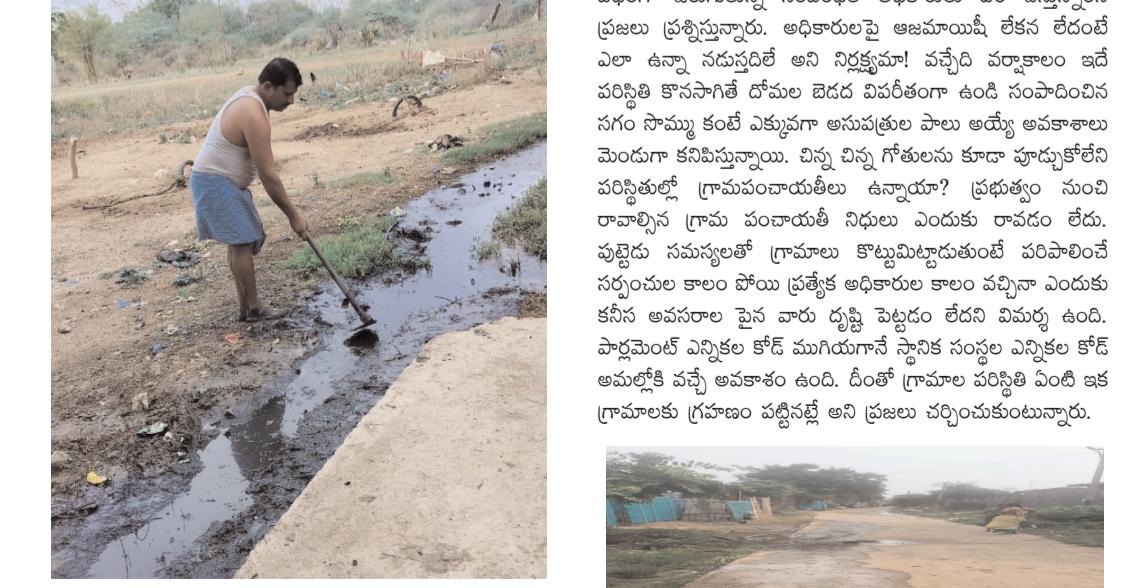 ప్రజలు ప్రశ్నిస్తున్నారు. అధికారులపై ఆజమాయిషీ లేకన లేదంటే
ఎలా ఉన్నా నడుస్తదిలే అని నిర్లక్ష్యమా! వచ్చేది వర్షాకాలం ఇదే
పరిస్థితి కొనసాగితే దోమల బెడద విపరీతంగా ఉండి సంపాదించిన
సగం సొమ్ము కంటే ఎక్కువగా అసుపత్రుల పాలు అయ్యే అవకాశాలు
మెండుగా కనిపిస్తున్నాయి. చిన్న చిన్న గోతులను కూడా పూడ్చుకోలేని
పరిస్థితుల్లో గ్రామపంచాయతీలు ఉన్నాయా? ప్రభుత్వం నుంచి
రావాల్సిన గ్రామ పంచాయతీ నిధులు ఎందుకు రావడం లేదు.
పుట్టెడు సమస్యలతో గ్రామాలు కొట్టుమిట్టాడుతుంటే పరిపాలించే
సర్పంచుల కాలం పోయి ప్రత్యేక అధికారుల కాలం వచ్చినా ఎందుకు
కనీస అవసరాల పైన వారు దృష్టి పెట్టడం లేదని విమర్శ ఉంది.
పార్లమెంట్ ఎన్నికల కోడ్ ముగియగానే స్థానిక సంస్థల ఎన్నికల కోడ్
అమల్లోకి వచ్చే అవకాశం ఉంది. దీంతో గ్రామాల పరిస్థితి ఏంటి ఇక
గ్రామాలకు గ్రహణం పట్టినట్లే అని ప్రజలు చర్చించుకుంటున్నారు.